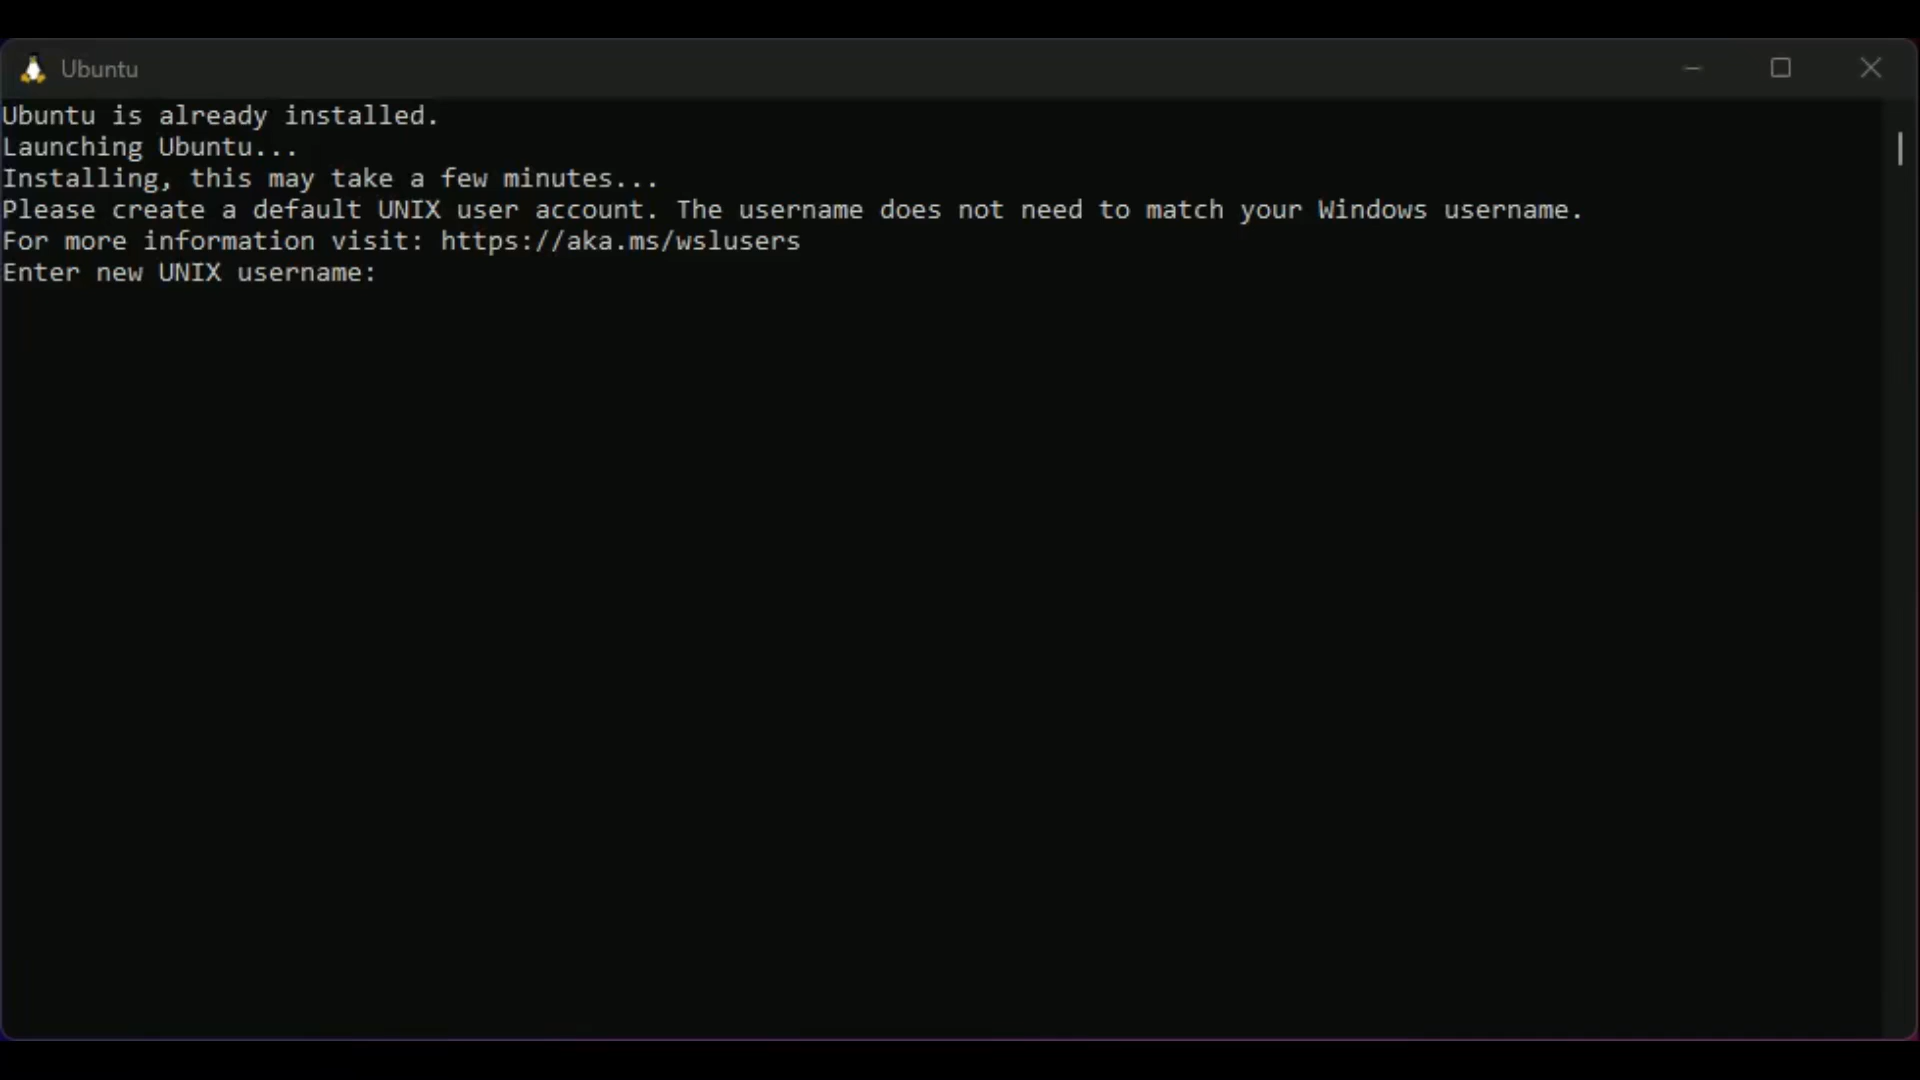 Ubuntu
Ubuntu is already installed.
Launching Ubuntu...
Installing, this may take a few minutes...
Please create a default UNIX user account. The username does not need to match your Windows username.
For more information visit: https://aka.ms/wslusers
Enter new UNIX username: